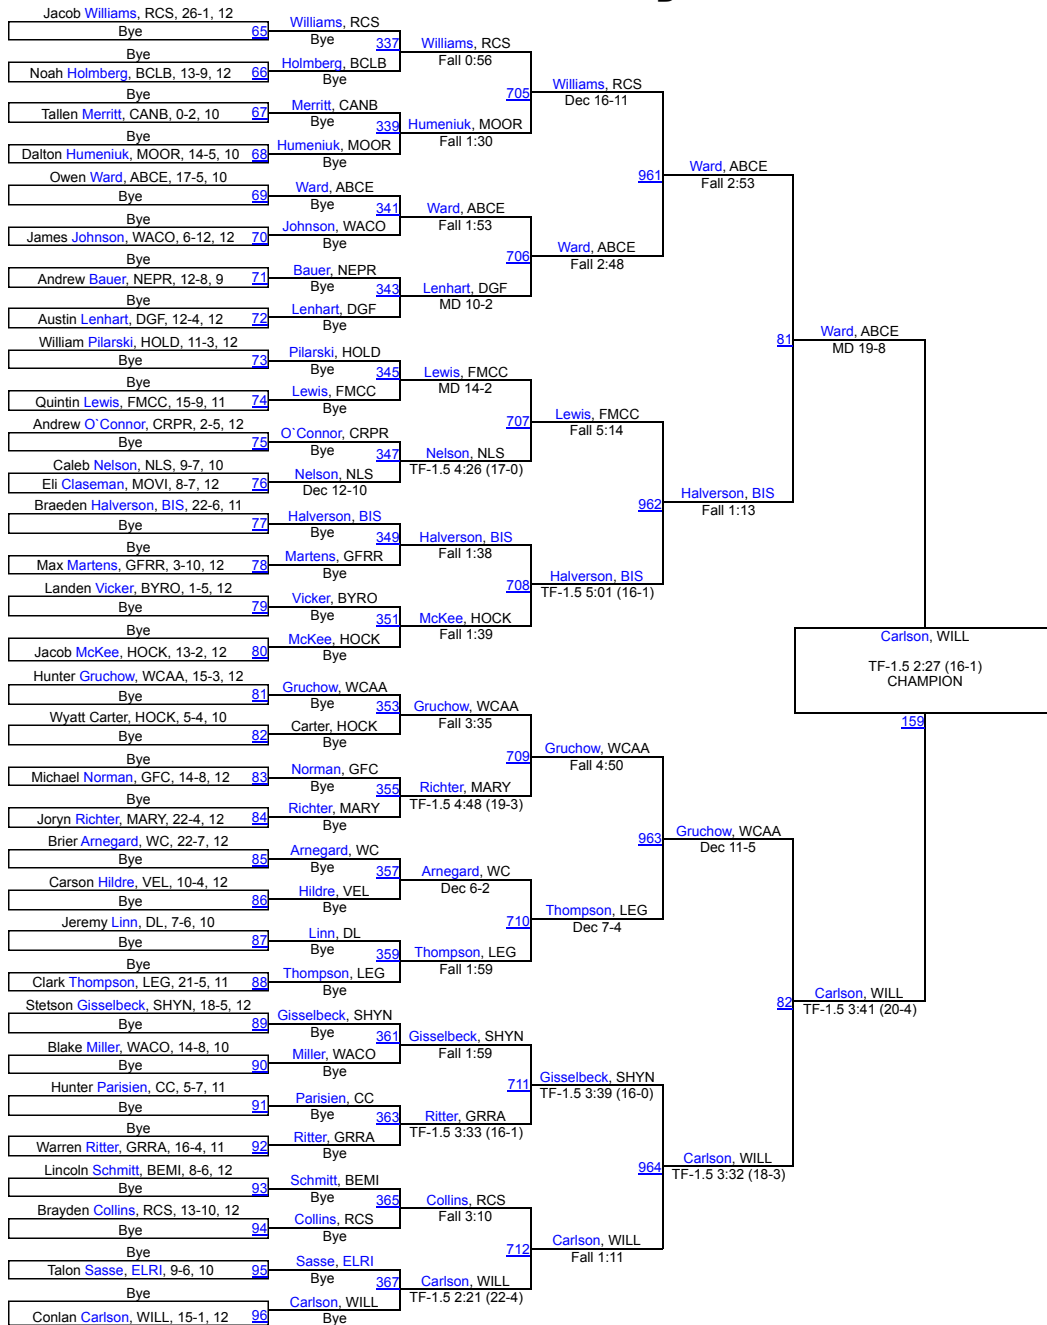 Jacob Williams, RCS, 26-1, 12
Bye
65
Bye
Noah Holmberg, BCLB, 13-9, 12
66
Bye
Tallen Merritt, CANB, 0-2, 10
67
Bye
Dalton Humeniuk, MOOR, 14-5, 10
68
Owen Ward, ABCE, 17-5, 10
Bye
69
Bye
James Johnson, WACO, 6-12, 12
70
Bye
Andrew Bauer, NEPR, 12-8, 9
71
Bye
Austin Lenhart, DGF, 12-4, 12
72
William Pilarski, HOLD, 11-3, 12
Bye
73
Bye
Quintin Lewis, FMCC, 15-9, 11
74
Andrew O`Connor, CRPR, 2-5, 12
Bye
75
Caleb Nelson, NLS, 9-7, 10
Eli Claseman, MOVI, 8-7, 12
76
Braeden Halverson, BIS, 22-6, 11
Bye
77
Bye
Max Martens, GFRR, 3-10, 12
78
Landen Vicker, BYRO, 1-5, 12
Bye
79
Bye
Jacob McKee, HOCK, 13-2, 12
80
Hunter Gruchow, WCAA, 15-3, 12
Bye
81
Wyatt Carter, HOCK, 5-4, 10
Bye
82
Bye
Michael Norman, GFC, 14-8, 12
83
Bye
Joryn Richter, MARY, 22-4, 12
84
Brier Arnegard, WC, 22-7, 12
Bye
85
Carson Hildre, VEL, 10-4, 12
Bye
86
Jeremy Linn, DL, 7-6, 10
Bye
87
Bye
Clark Thompson, LEG, 21-5, 11
88
Stetson Gisselbeck, SHYN, 18-5, 12
Bye
89
Blake Miller, WACO, 14-8, 10
Bye
90
Hunter Parisien, CC, 5-7, 11
Bye
91
Bye
Warren Ritter, GRRA, 16-4, 11
92
Lincoln Schmitt, BEMI, 8-6, 12
Bye
93
Brayden Collins, RCS, 13-10, 12
Bye
94
Bye
Talon Sasse, ELRI, 9-6, 10
95
Bye
Conlan Carlson, WILL, 15-1, 12
96
Williams, RCS
Bye
337
Holmberg, BCLB
Bye
Merritt, CANB
Bye
339
Humeniuk, MOOR
Bye
Ward, ABCE
Bye
341
Johnson, WACO
Bye
Bauer, NEPR
Bye
343
Lenhart, DGF
Bye
Pilarski, HOLD
Bye
345
Lewis, FMCC
Bye
O`Connor, CRPR
Bye
347
Nelson, NLS
Dec 12-10
Halverson, BIS
Bye
349
Martens, GFRR
Bye
Vicker, BYRO
Bye
351
McKee, HOCK
Bye
Gruchow, WCAA
Bye
353
Carter, HOCK
Bye
Norman, GFC
Bye
355
Richter, MARY
Bye
Arnegard, WC
Bye
357
Hildre, VEL
Bye
Linn, DL
Bye
359
Thompson, LEG
Bye
Gisselbeck, SHYN
Bye
361
Miller, WACO
Bye
Parisien, CC
Bye
363
Ritter, GRRA
Bye
Schmitt, BEMI
Bye
365
Collins, RCS
Bye
Sasse, ELRI
Bye
367
Carlson, WILL
Bye
Williams, RCS
Fall 0:56
705
Humeniuk, MOOR
Fall 1:30
Ward, ABCE
Fall 1:53
706
Lenhart, DGF
MD 10-2
Lewis, FMCC
MD 14-2
707
Nelson, NLS
TF-1.5 4:26 (17-0)
Halverson, BIS
Fall 1:38
708
McKee, HOCK
Fall 1:39
Gruchow, WCAA
Fall 3:35
709
Richter, MARY
TF-1.5 4:48 (19-3)
Arnegard, WC
Dec 6-2
710
Thompson, LEG
Fall 1:59
Gisselbeck, SHYN
Fall 1:59
711
Ritter, GRRA
TF-1.5 3:33 (16-1)
Collins, RCS
Fall 3:10
712
Carlson, WILL
TF-1.5 2:21 (22-4)
Williams, RCS
Dec 16-11
961
Ward, ABCE
Fall 2:48
Lewis, FMCC
Fall 5:14
962
Halverson, BIS
TF-1.5 5:01 (16-1)
Gruchow, WCAA
Fall 4:50
963
Thompson, LEG
Dec 7-4
Gisselbeck, SHYN
TF-1.5 3:39 (16-0)
964
Carlson, WILL
Fall 1:11
Ward, ABCE
Fall 2:53
81
Halverson, BIS
Fall 1:13
Gruchow, WCAA
Dec 11-5
82
Carlson, WILL
TF-1.5 3:32 (18-3)
Ward, ABCE
MD 19-8
Carlson, WILL
TF-1.5 3:41 (20-4)
Carlson, WILL
TF-1.5 2:27 (16-1)
CHAMPION
159